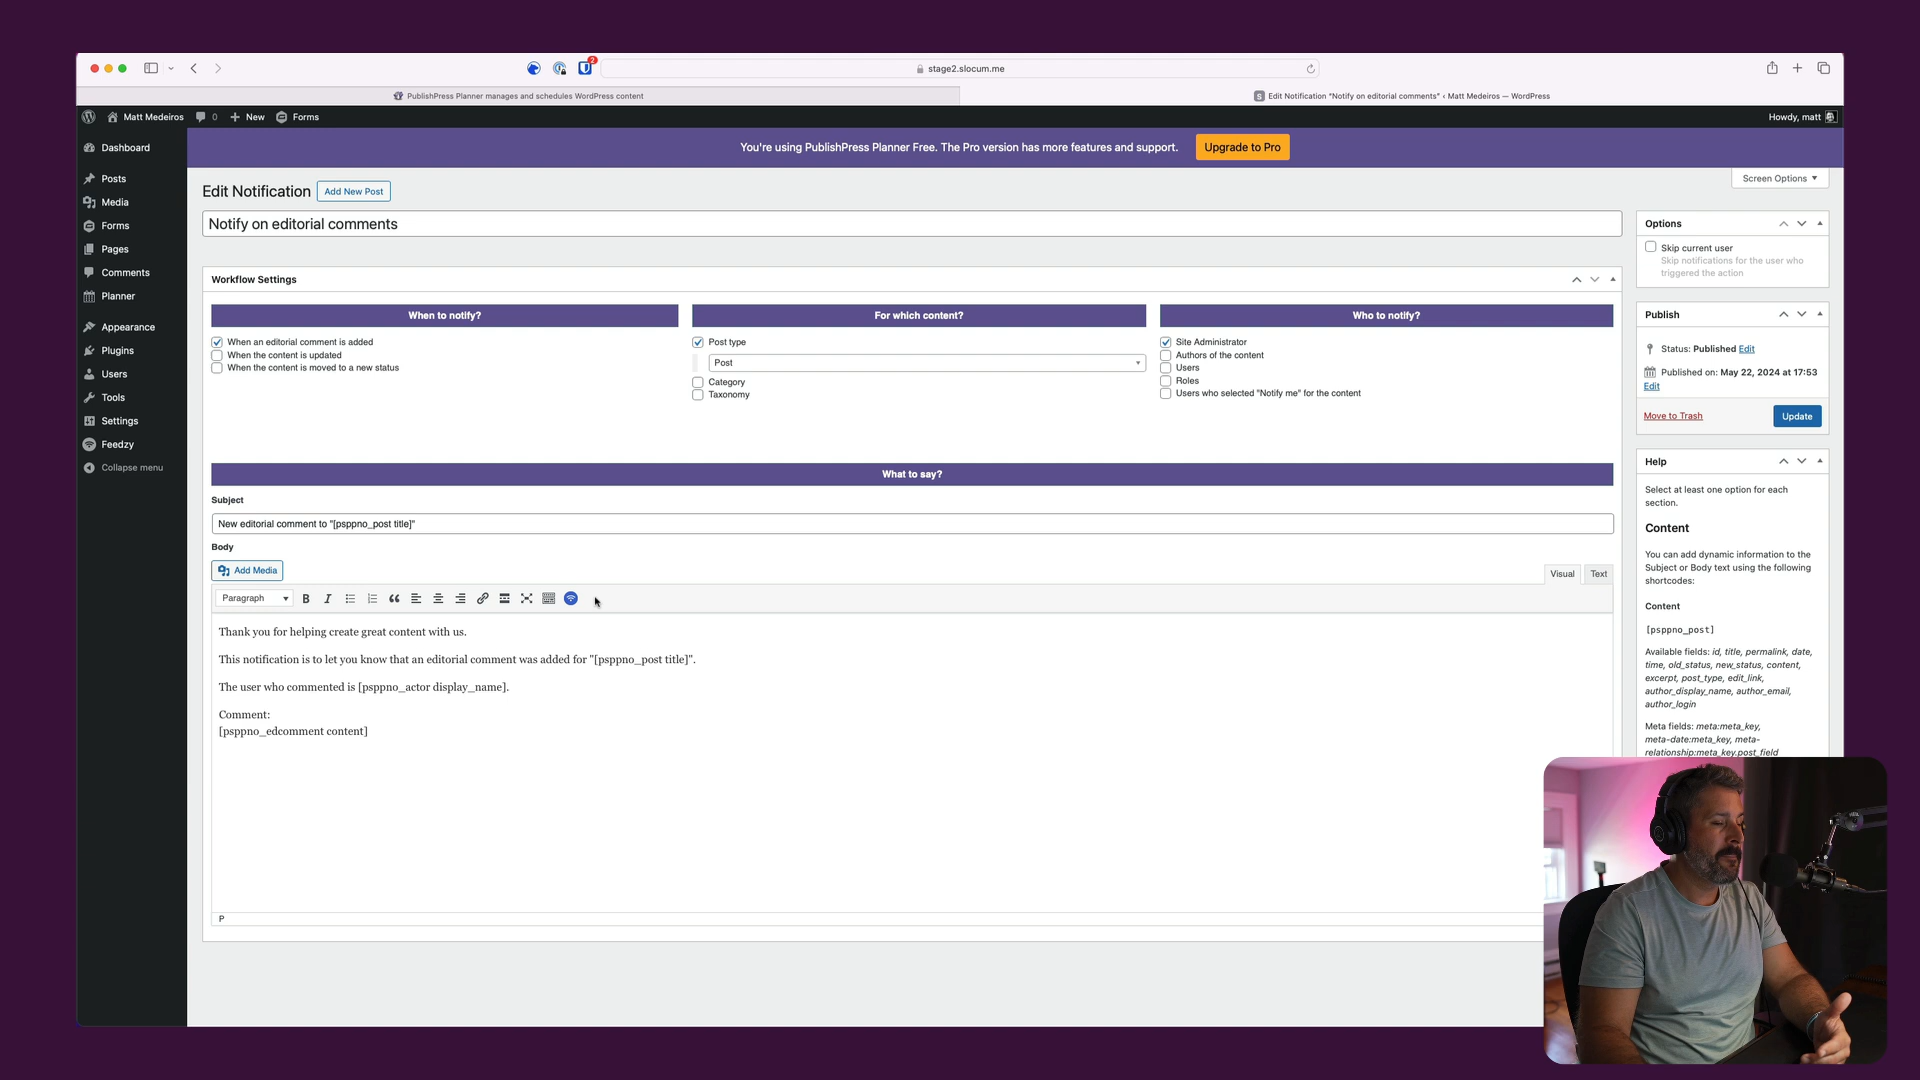 2
stage2.slocum.me
PublishPress Planner manages and schedules WordPress content
S
Edit Notification "Notify on editorial comments" ‹ Matt Medeiros — WordPress
Matt Medeiros
0
New
Forms
Howdy, matt
Dashboard
Posts
Media
Forms
Pages
Comments
Planner
Appearance
Plugins
Users
Tools
Settings
Feedzy
Collapse menu
You're using PublishPress Planner Free. The Pro version has more features and support.
Upgrade to Pro
Screen Options
Edit Notification
Add New Post
Notify on editorial comments
Workflow Settings
When to notify?
When an editorial comment is added
When the content is updated
When the content is moved to a new status
For which content?
Post type
Post
Category
Taxonomy
Who to notify?
Site Administrator
Authors of the content
Users
Roles
Users who selected "Notify me" for the content
What to say?
Subject
New editorial comment to "[psppno_post title]"
Body
Add Media
Visual
Text
Paragraph
B
I
Thank you for helping create great content with us.
This notification is to let you know that an editorial comment was added for "[psppno_post title]".
The user who commented is [psppno_actor display_name].
Comment:
[psppno_edcomment content]
P
Options
Skip current user
Skip notifications for the user who
triggered the action
Publish
Status: Published Edit
Published on: May 22, 2024 at 17:53
Edit
Move to Trash
Update
Help
Select at least one option for each
section.
Content
You can add dynamic information to the
Subject or Body text using the following
shortcodes:
Content
[psppno_post]
Available fields: id, title, permalink, date,
time, old_status, new_status, content,
excerpt, post_type, edit_link,
author_display_name, author_email,
author_login
Meta fields: meta:meta_key,
meta-date:meta_key, meta-
relationship:meta_key.post_field